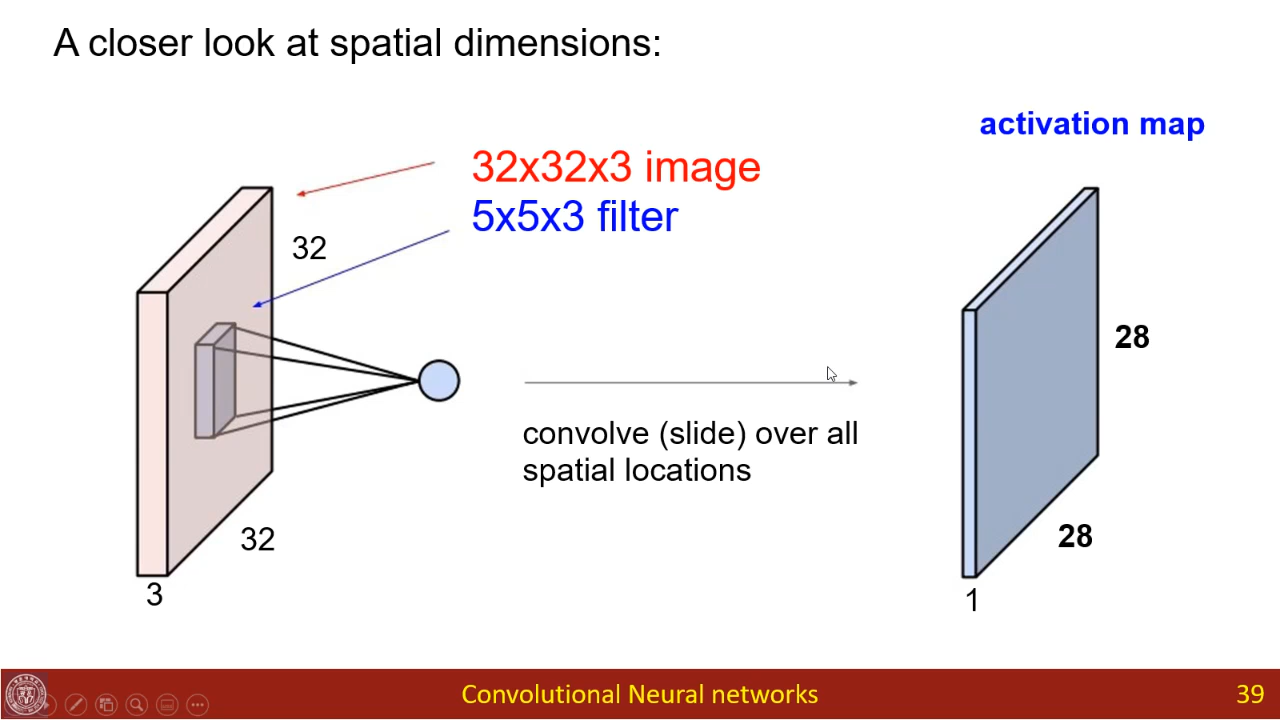 A closer look at spatial dimensions:
activation map
32x32x3 image
5x5x3 filter
32
28
convolve (slide) over all
spatial locations
32
28
3
1
Convolutional Neural networks
39